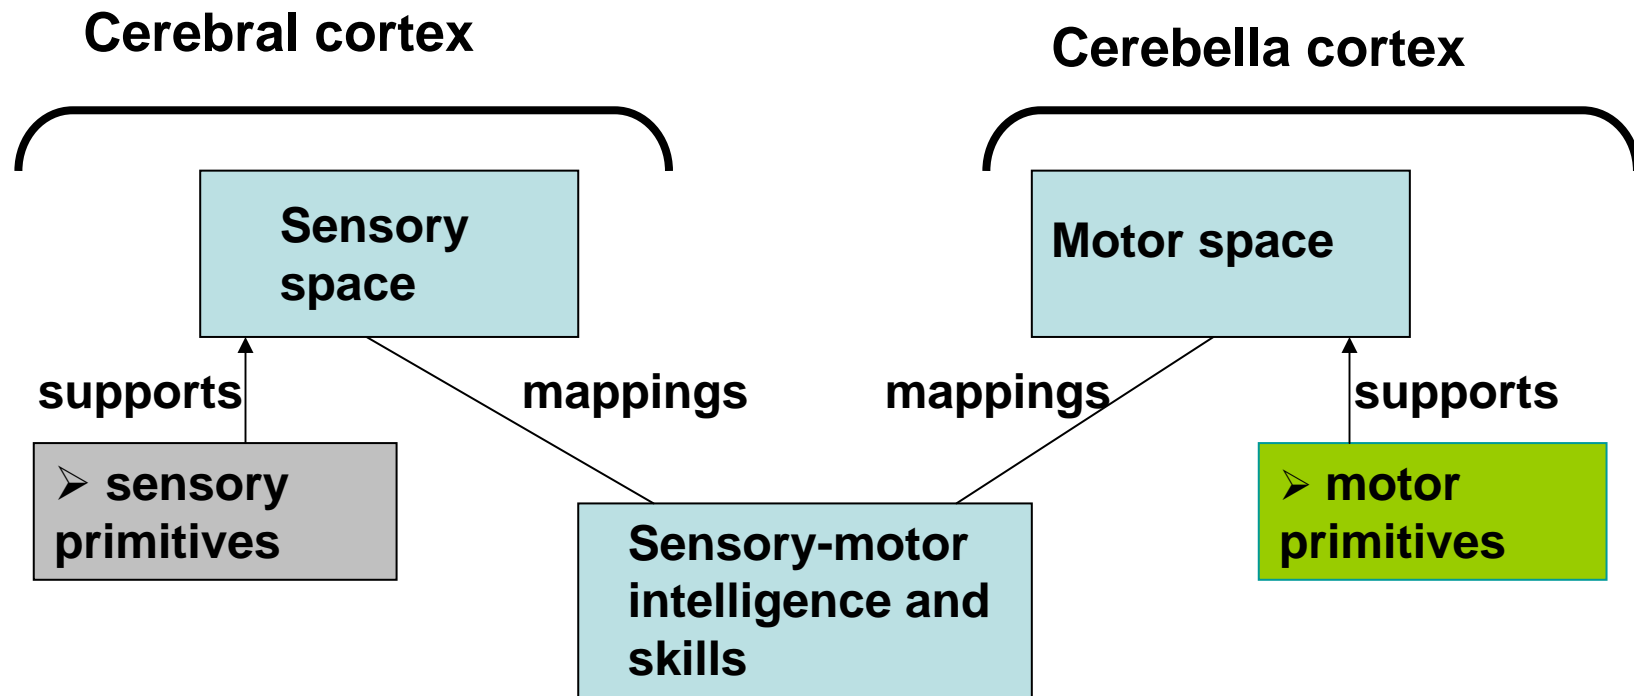 Cerebral cortex
Cerebella cortex
Sensory
space
Motor space
supports
mappings
mappings
supports
➢ sensory
primitives
➢ motor
primitives
Sensory-motor
intelligence and
skills